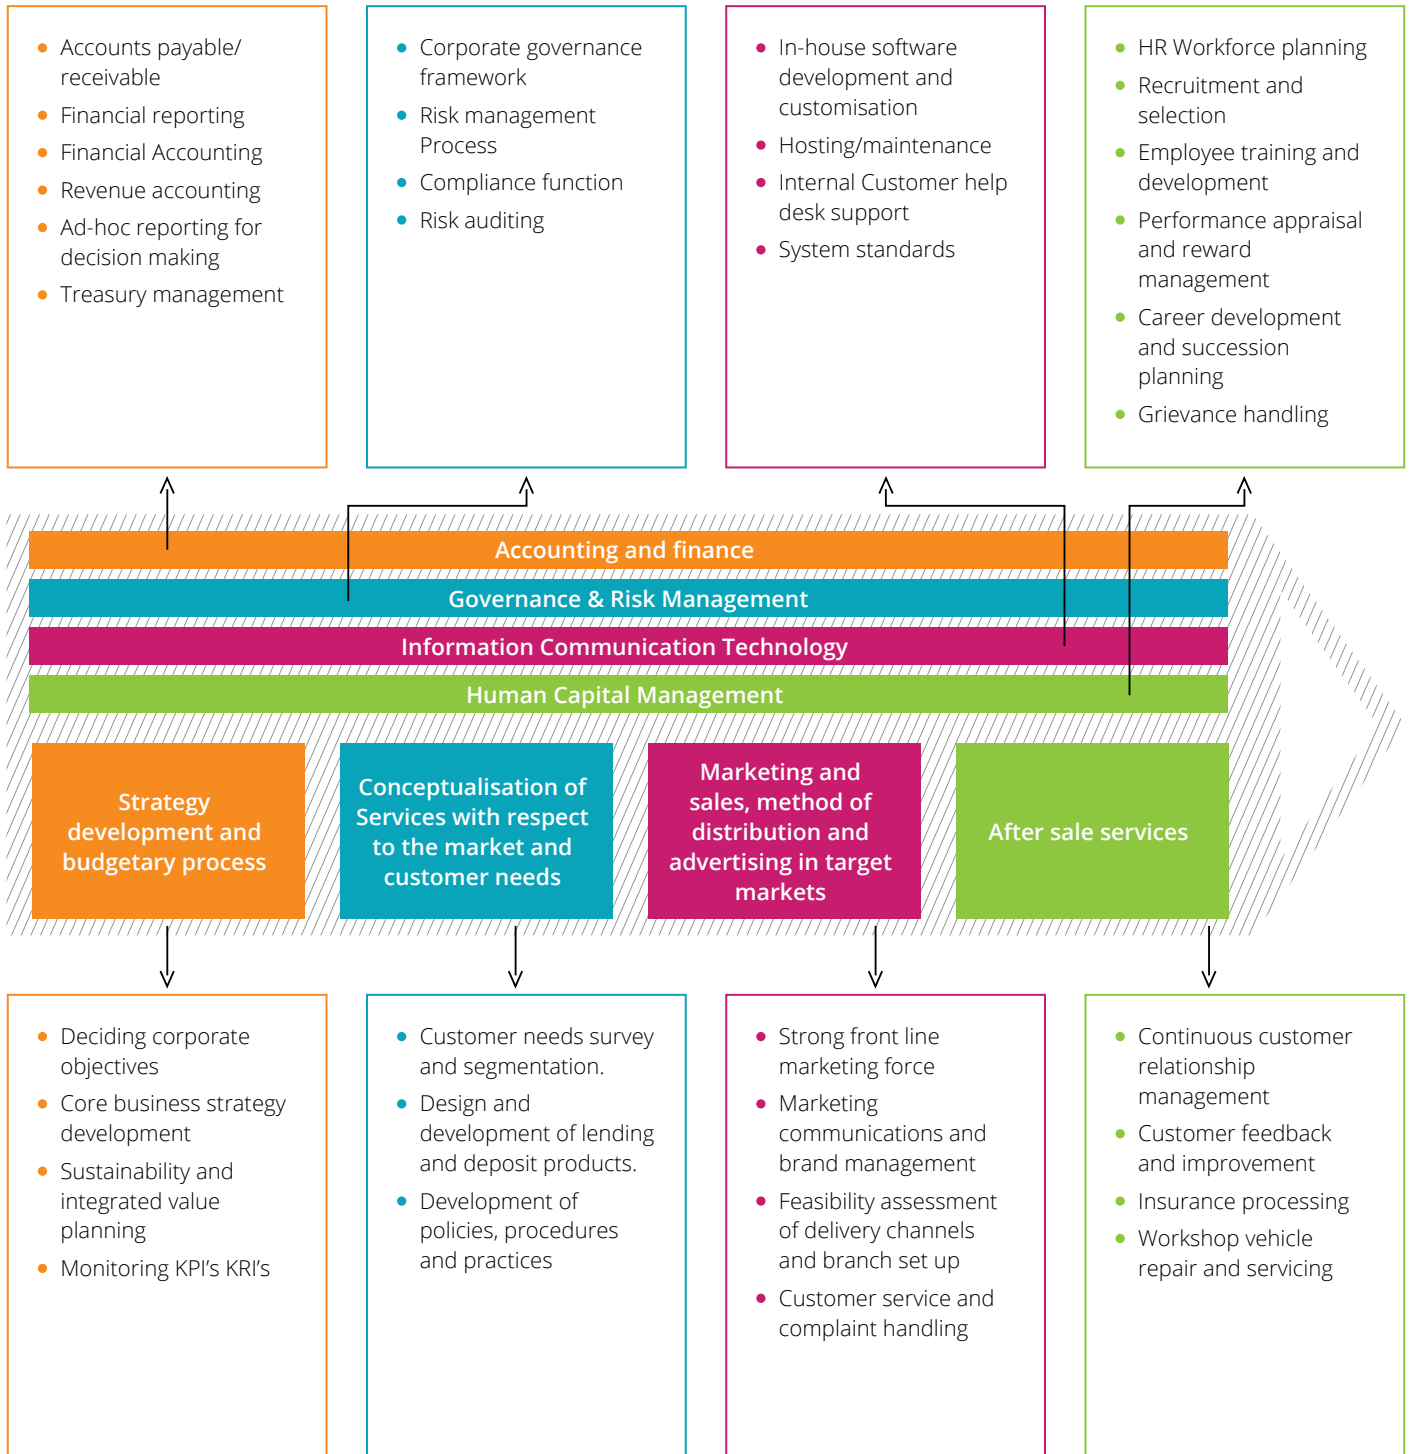 Accounts payable/
receivable
Financial reporting
Financial Accounting
Revenue accounting
Ad-hoc reporting for
decision making
Treasury management
Corporate governance
framework
Risk management
Process
Compliance function
Risk auditing
In-house software
development and
customisation
Hosting/maintenance
Internal Customer help
desk support
System standards
HR Workforce planning
Recruitment and
selection
Employee training and
development
Performance appraisal
and reward
management
Career development
and succession
planning
Grievance handling
Accounting and finance
Governance & Risk Management
Information Communication Technology
Human Capital Management
Strategy
development and
budgetary process
Conceptualisation of
Services with respect
to the market and
customer needs
Marketing and
sales, method of
distribution and
advertising in target
markets
After sale services
Deciding corporate
objectives
Core business strategy
development
Sustainability and
integrated value
planning
Monitoring KPI's KRI's
Customer needs survey
and segmentation.
Design and
development of lending
and deposit products.
Development of
policies, procedures
and practices
Strong front line
marketing force
Marketing
communications and
brand management
Feasibility assessment
of delivery channels
and branch set up
Customer service and
complaint handling
Continuous customer
relationship
management
Customer feedback
and improvement
Insurance processing
Workshop vehicle
repair and servicing